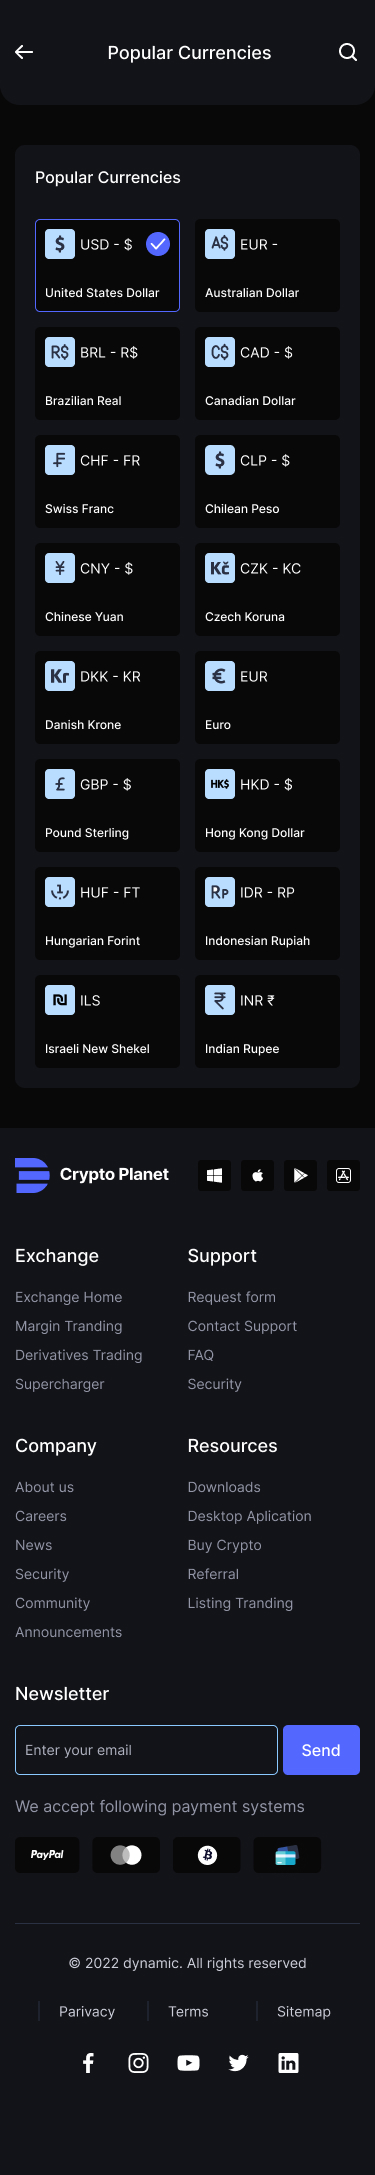 Popular Currencies
Popular Currencies
$ USD - $
United States Dollar
A$ EUR -
Australian Dollar
R$ BRL - R$
Brazilian Real
C$ CAD - $
Canadian Dollar
₣ CHF - FR
Swiss Franc
$ CLP - $
Chilean Peso
¥ CNY - $
Chinese Yuan
Kč CZK - KC
Czech Koruna
Kr DKK - KR
Danish Krone
€ EUR
Euro
£ GBP - $
Pound Sterling
HK$ HKD - $
Hong Kong Dollar
HUF - FT
Hungarian Forint
Rp IDR - RP
Indonesian Rupiah
₪ ILS
Israeli New Shekel
₹ INR ₹
Indian Rupee
Crypto Planet
Exchange
Exchange Home
Margin Tranding
Derivatives Trading
Supercharger
Support
Request form
Contact Support
FAQ
Security
Company
About us
Careers
News
Security
Community
Announcements
Resources
Downloads
Desktop Aplication
Buy Crypto
Referral
Listing Tranding
Newsletter
Enter your email
Send
We accept following payment systems
PayPal
© 2022 dynamic. All rights reserved
Parivacy
Terms
Sitemap